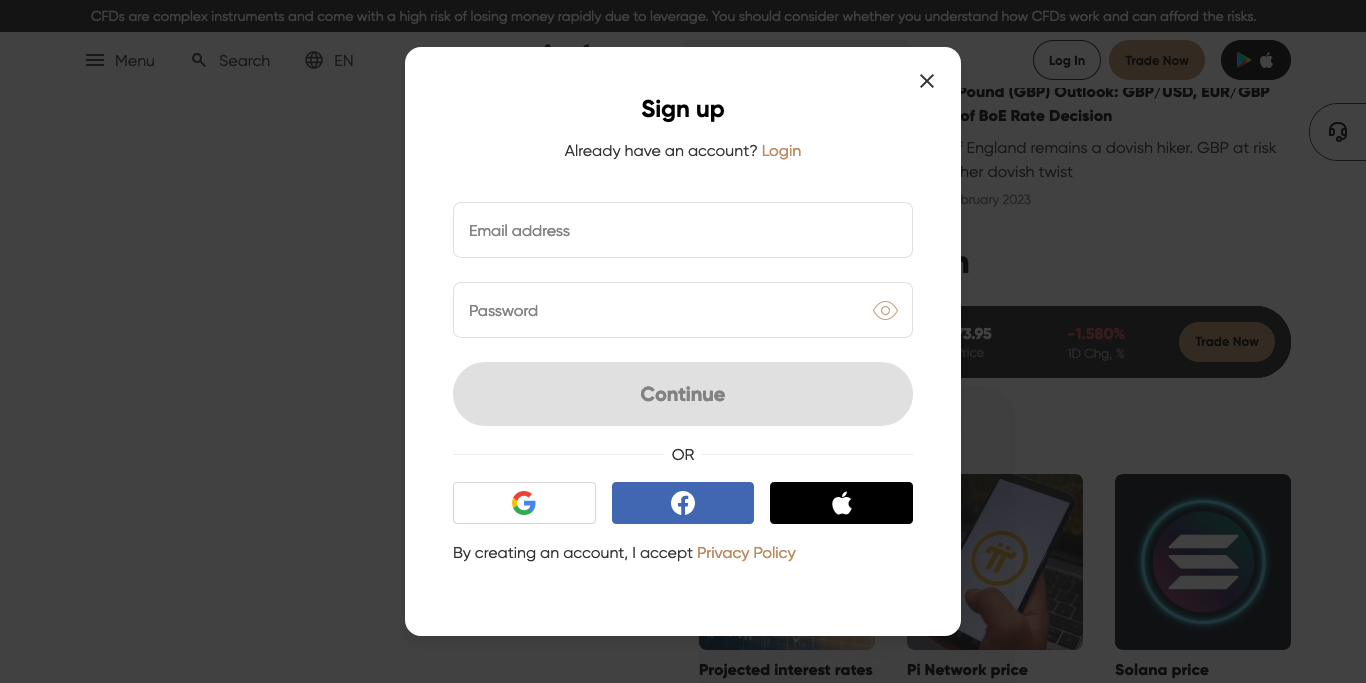 CFDs are complex instruments and come with a high risk of losing money rapidly due to leverage. You should consider whether you understand how CFDs work and can afford the risks.
Menu
Search
EN
Log In
Trade Now
Sign up
Already have an account? Login
Email address
Password
Continue
OR
By creating an account, I accept Privacy Policy
Pound (GBP) Outlook: GBP/USD, EUR/GBP
of BoE Rate Decision
England remains a dovish hiker. GBP at risk
dovish twist
2023
73.95
-1.580%
1D Chg, %
Trade Now
Projected interest rates
Pi Network price
Solana price